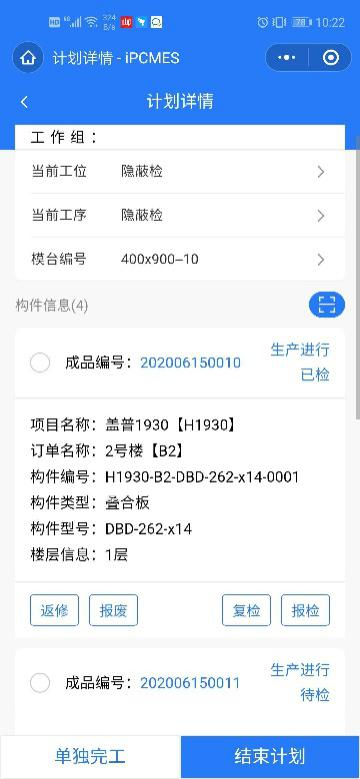 HD 4G 324 B/s 10:22
计划详情 - iPCMES
计划详情
工 作 组 ：
当前工位 隐蔽检
当前工序 隐蔽检
模台编号 400x900–10
构件信息(4)
成品编号：202006150010 生产进行
已检
项目名称：盖普1930【H1930】
订单名称：2号楼【B2】
构件编号：H1930-B2-DBD-262-x14-0001
构件类型：叠合板
构件型号：DBD-262-x14
楼层信息：1层
返修 报废 复检 报检
成品编号：202006150011 生产进行
待检
单独完工 结束计划